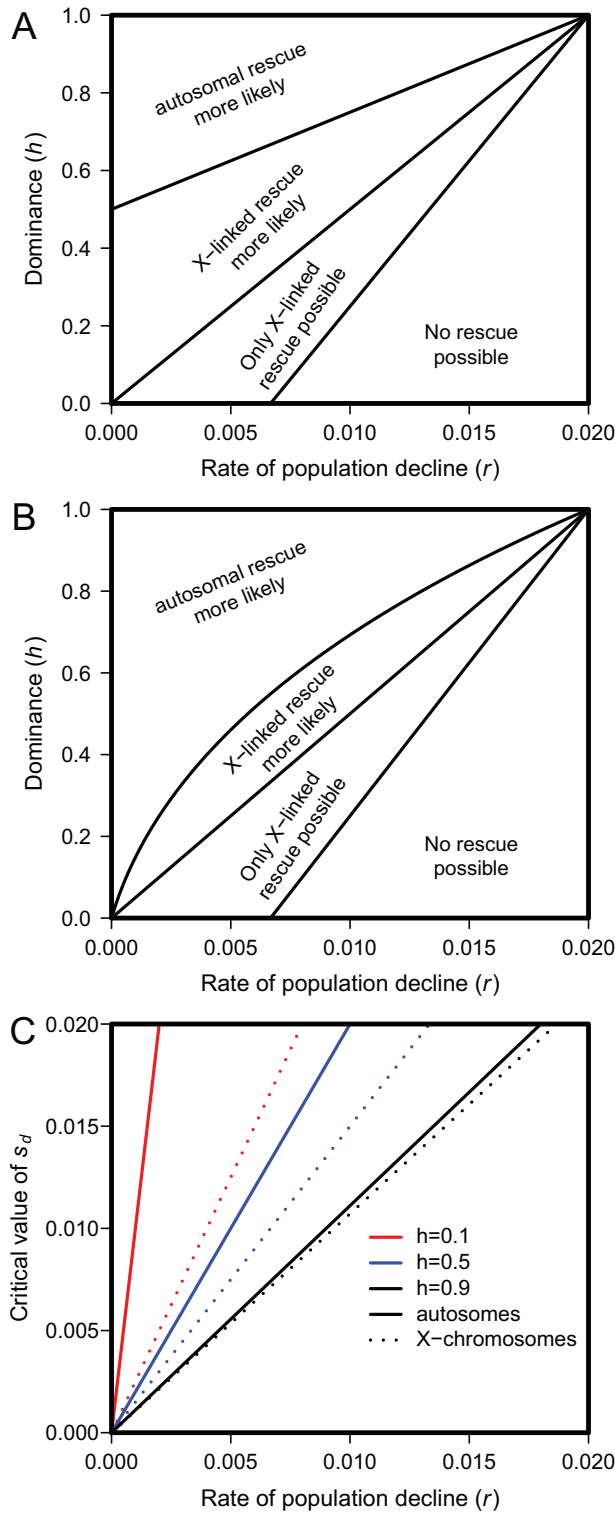 A
1.0
0.8
0.6
0.4
0.2
0.0
Dominance (h)
autosomal rescue
more likely
X−linked rescue
more likely
Only X−linked
rescue possible
No rescue
possible
0.000 0.005 0.010 0.015 0.020
Rate of population decline (r)
B
1.0
0.8
0.6
0.4
0.2
0.0
Dominance (h)
autosomal rescue
more likely
X−linked rescue
more likely
Only X−linked
rescue possible
No rescue
possible
0.000 0.005 0.010 0.015 0.020
Rate of population decline (r)
C
0.020
0.015
0.010
0.005
0.000
Critical value of s_d
h=0.1
h=0.5
h=0.9
autosomes
X−chromosomes
0.000 0.005 0.010 0.015 0.020
Rate of population decline (r)